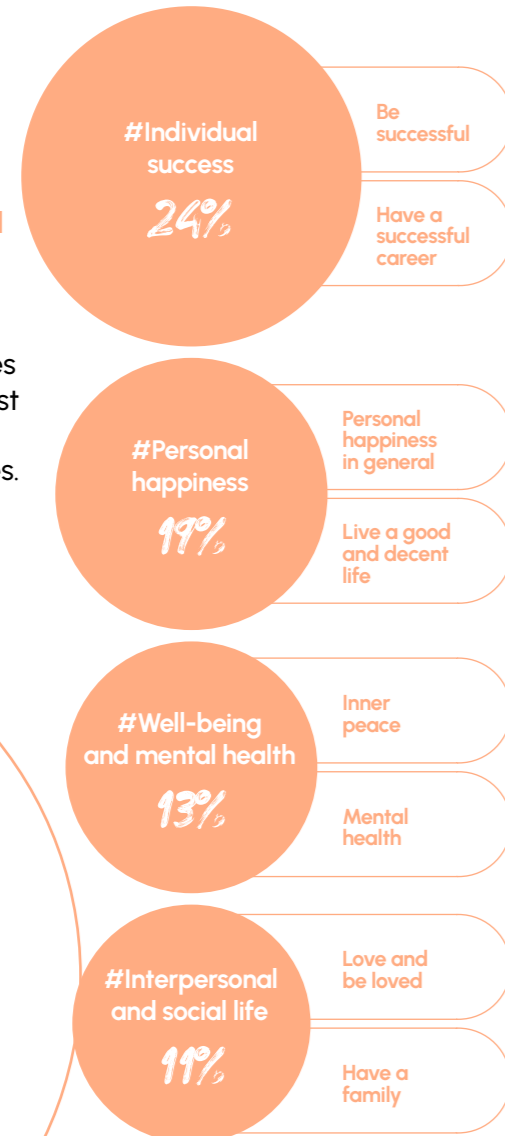 #Individual
success
24%
Be
successful
Have a
successful
career
#Personal
happiness
19%
Personal
happiness
in general
Live a good
and decent
life
#Well-being
and mental health
13%
Inner
peace
Mental
health
#Interpersonal
and social life
11%
Love and
be loved
Have a
family